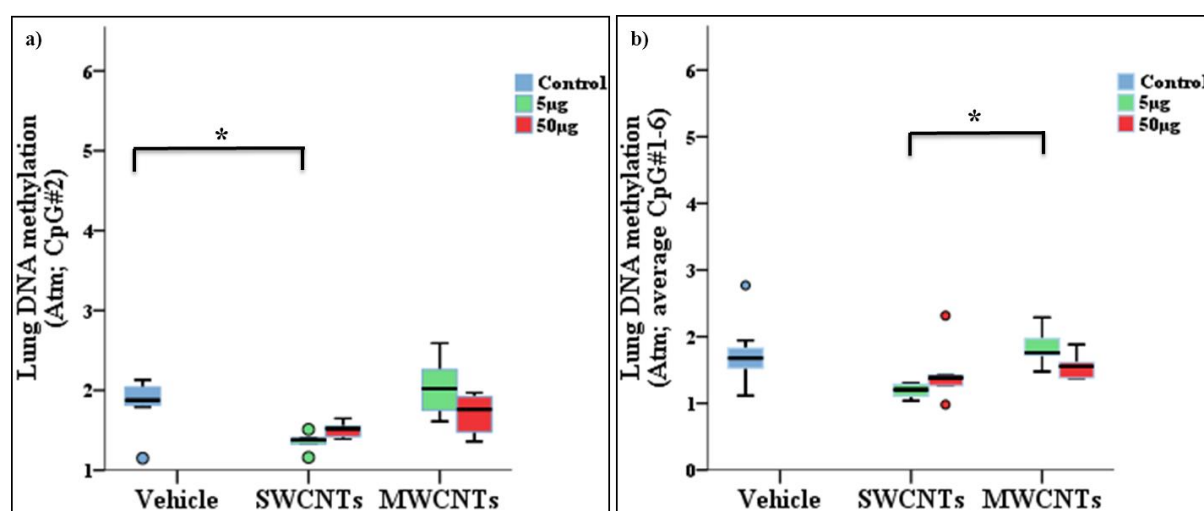 a)
Lung DNA methylation
(Atm; CpG#2)
6
5
4
3
2
1
*
Control
5µg
50µg
Vehicle
SWCNTs
MWCNTs
b)
Lung DNA methylation
(Atm; average CpG#1-6)
6
5
4
3
2
1
0
*
Control
5µg
50µg
Vehicle
SWCNTs
MWCNTs